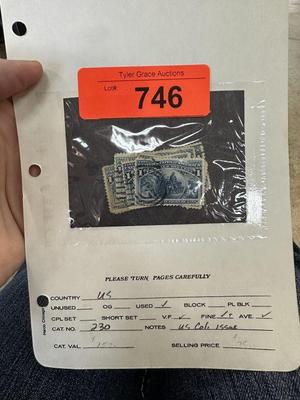 Tyler Grace Auctions
Lot#: 746
PLEASE TURN PAGES CAREFULLY
COUNTRY US
UNUSED OG USED ✓ BLOCK PL BLK
CPL SET SHORT SET V.F. ✓ FINE ✓ AVE. ✓
CAT. NO. 230 NOTES US Colo Issue
CAT. VAL. SELLING PRICE